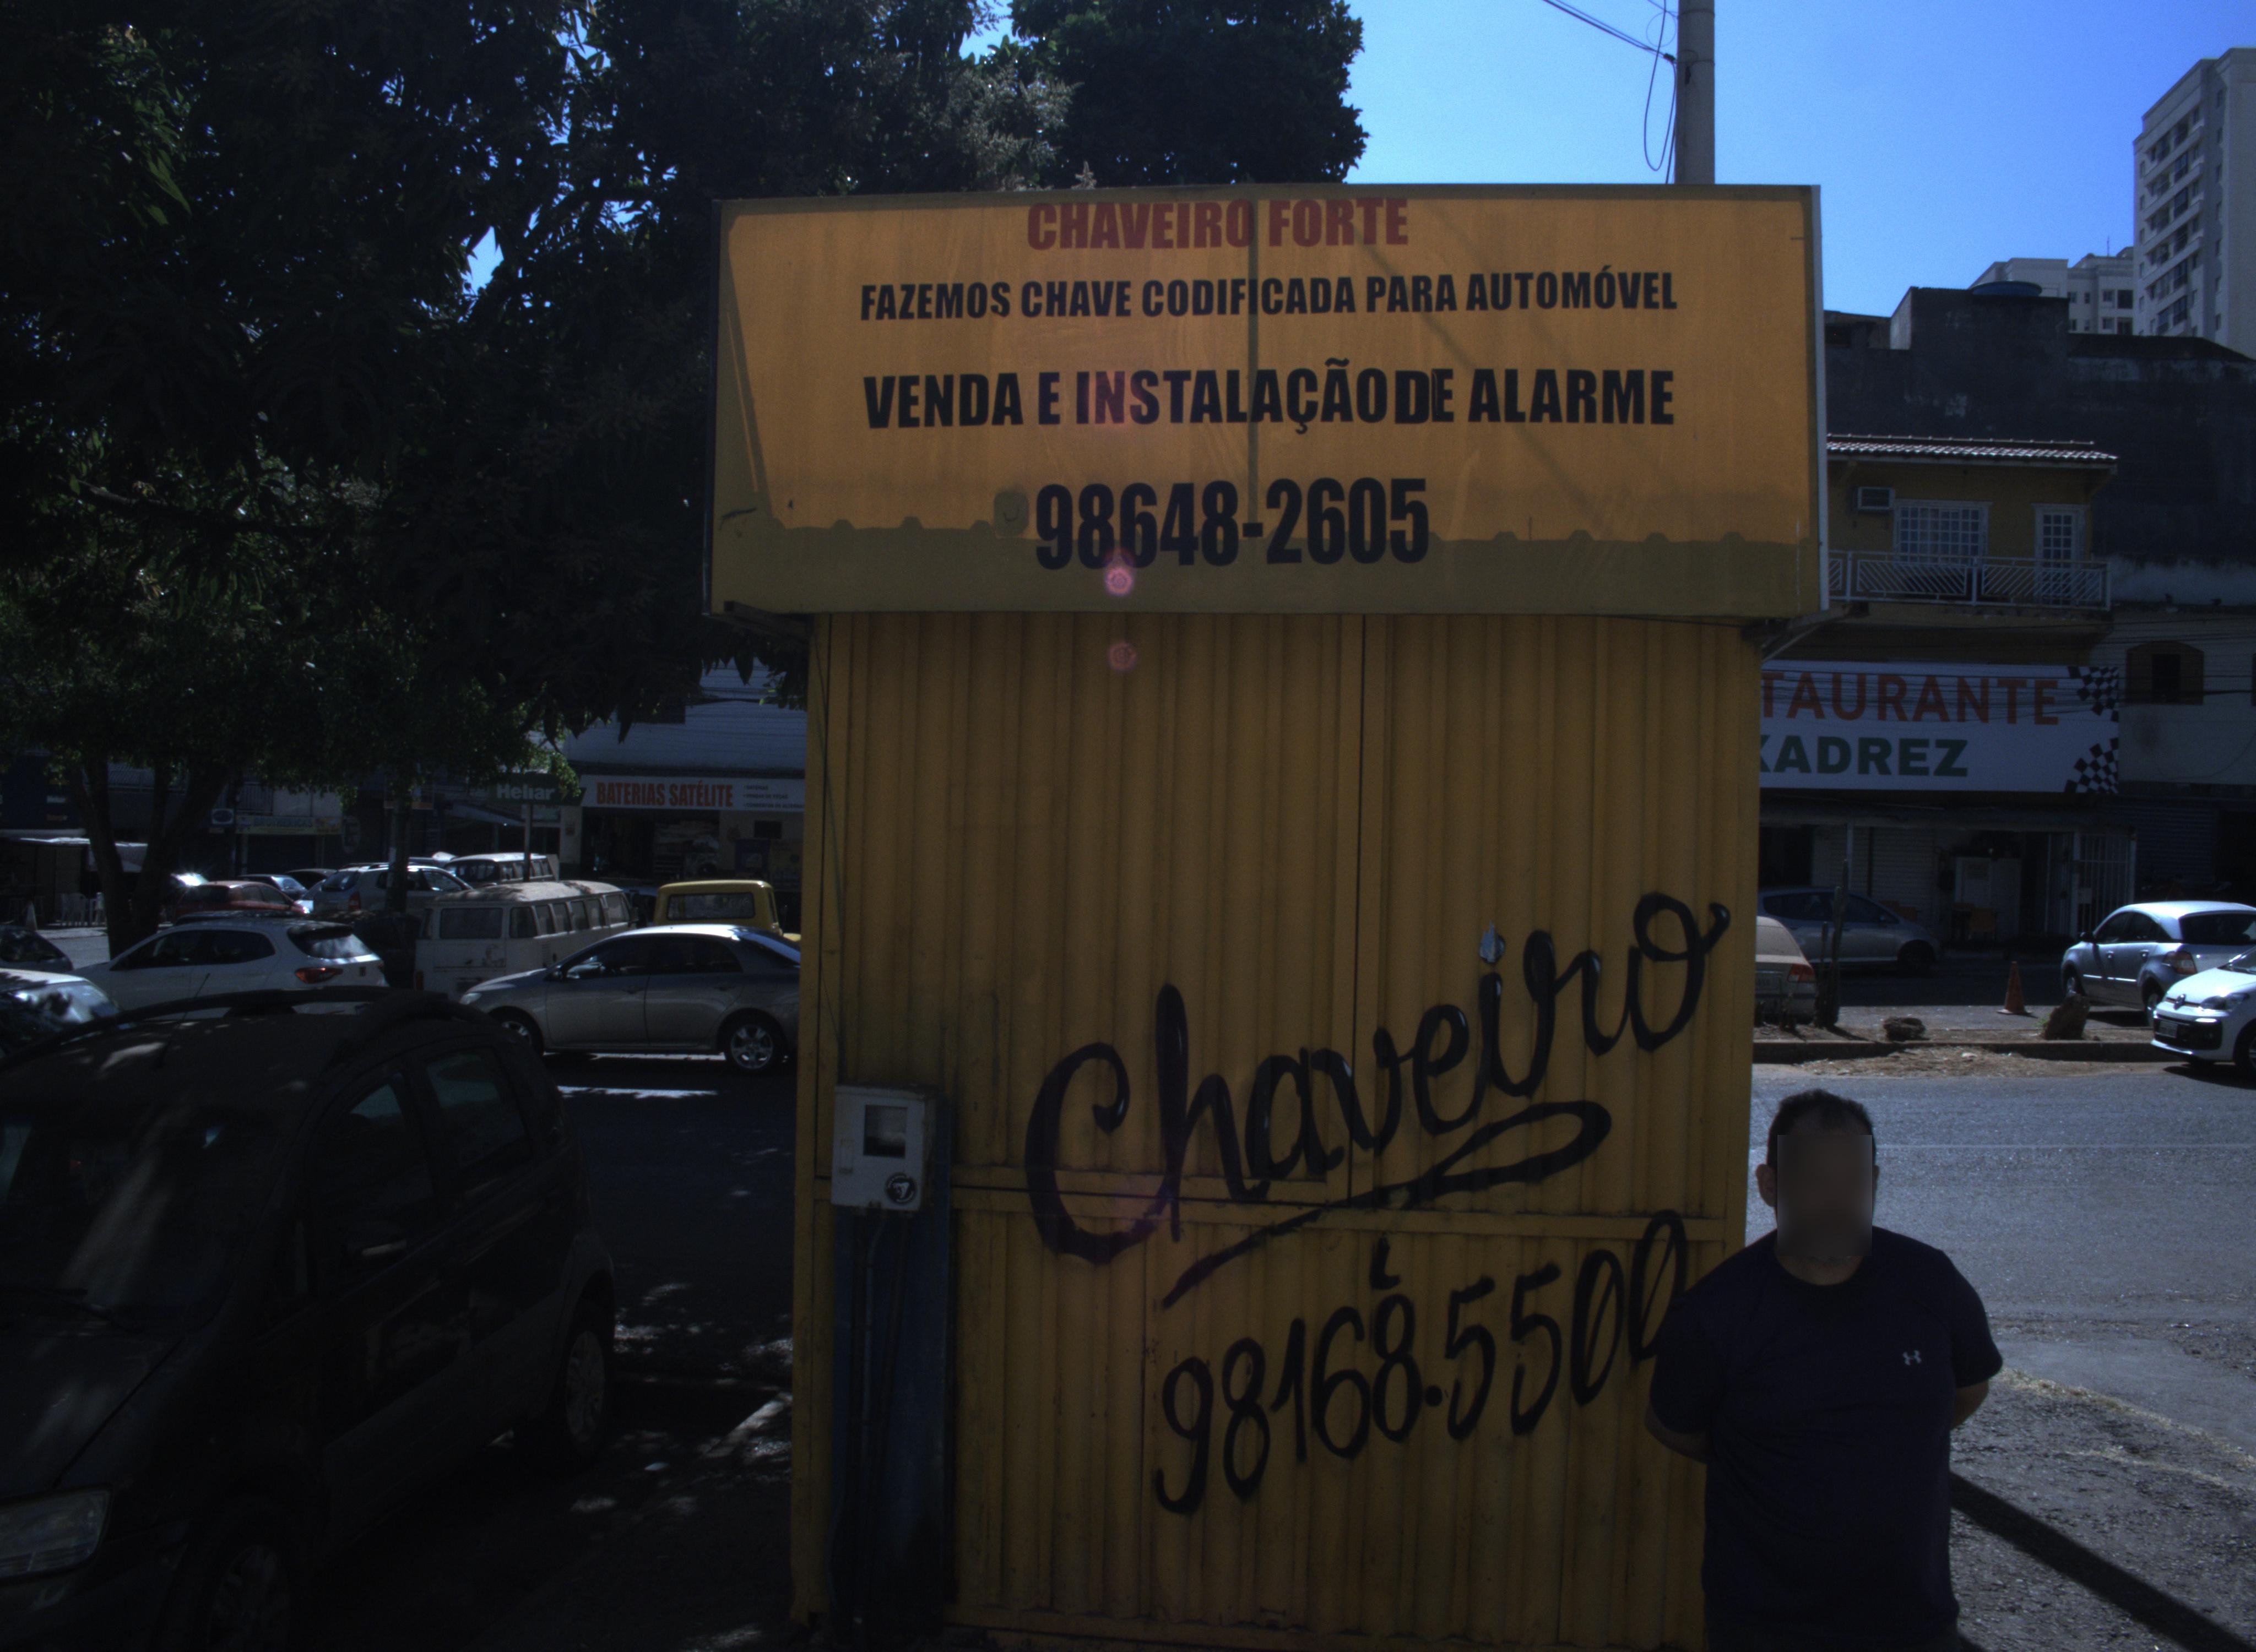 CHAVEIRO FORTE
FAZEMOS CHAVE CODIFICADA PARA AUTOMÓVEL
VENDA E INSTALAÇÃO DE ALARME
98648-2605
TAURANTE
XADREZ
Heliar
BATERIAS SATÉLITE
Chaveiro
98168.5500